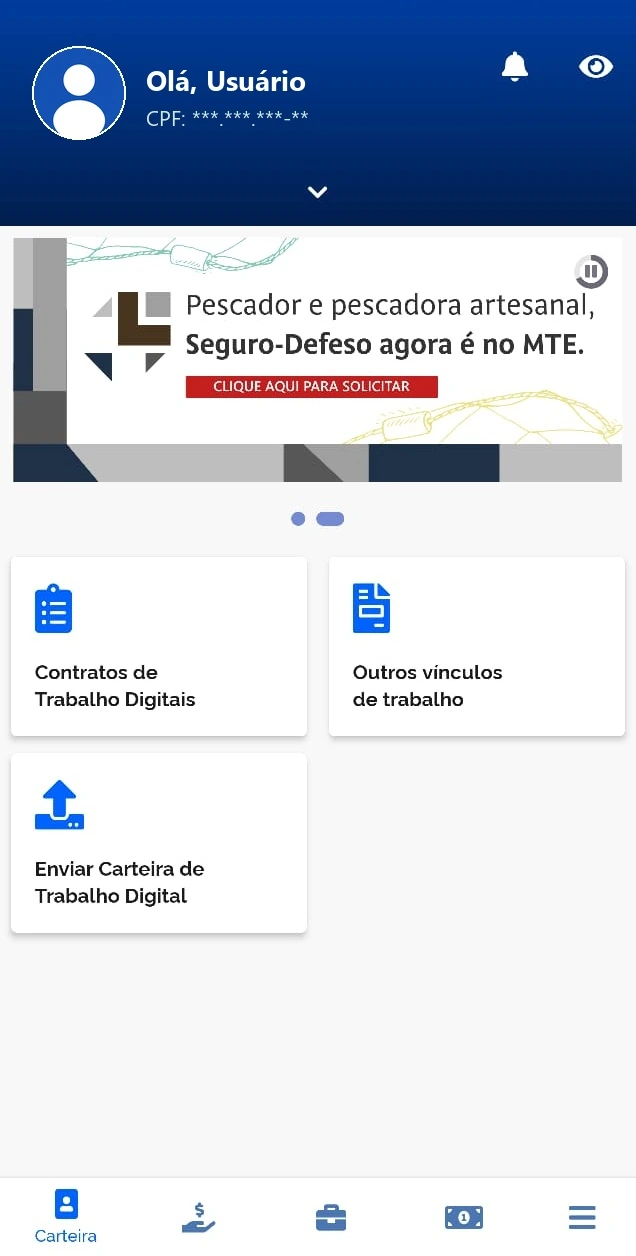 Olá, Usuário
CPF: ***.***.***-**
Pescador e pescadora artesanal,
Seguro-Defeso agora é no MTE.
CLIQUE AQUI PARA SOLICITAR
Contratos de
Trabalho Digitais
Outros vínculos
de trabalho
Enviar Carteira de
Trabalho Digital
$
1
Carteira